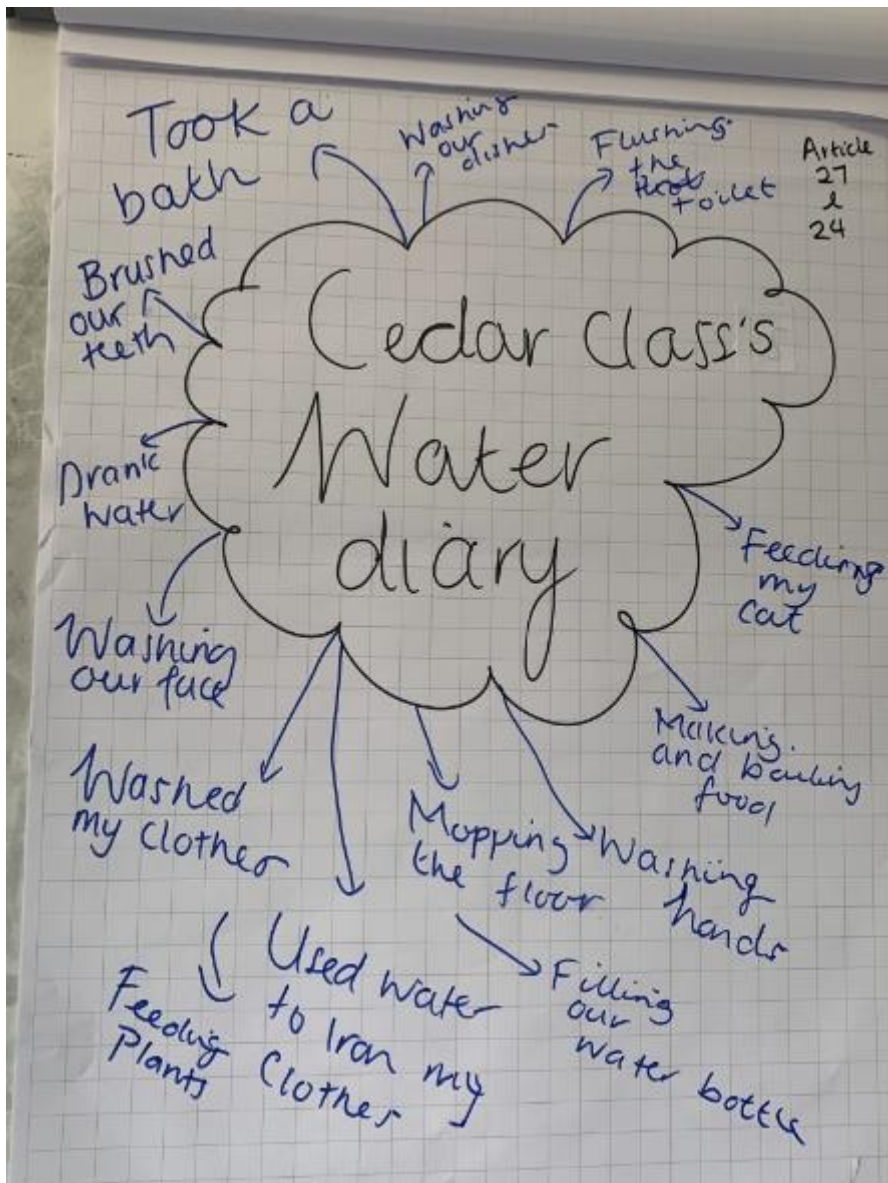 Took a
bath
Washing
our
dishes
Flushing
the
toilet
Article
27
&
24
Brushed
our
teeth
Cedar Class's
Water
diary
Drank
water
Feeding
my
cat
Washing
our face
Making
and boiling
food
Washed
my clothes
Mopping
the floor
Washing
hands
Used water
to Iron my
Clothes
Filling
our
water bottle
Feeding
Plants